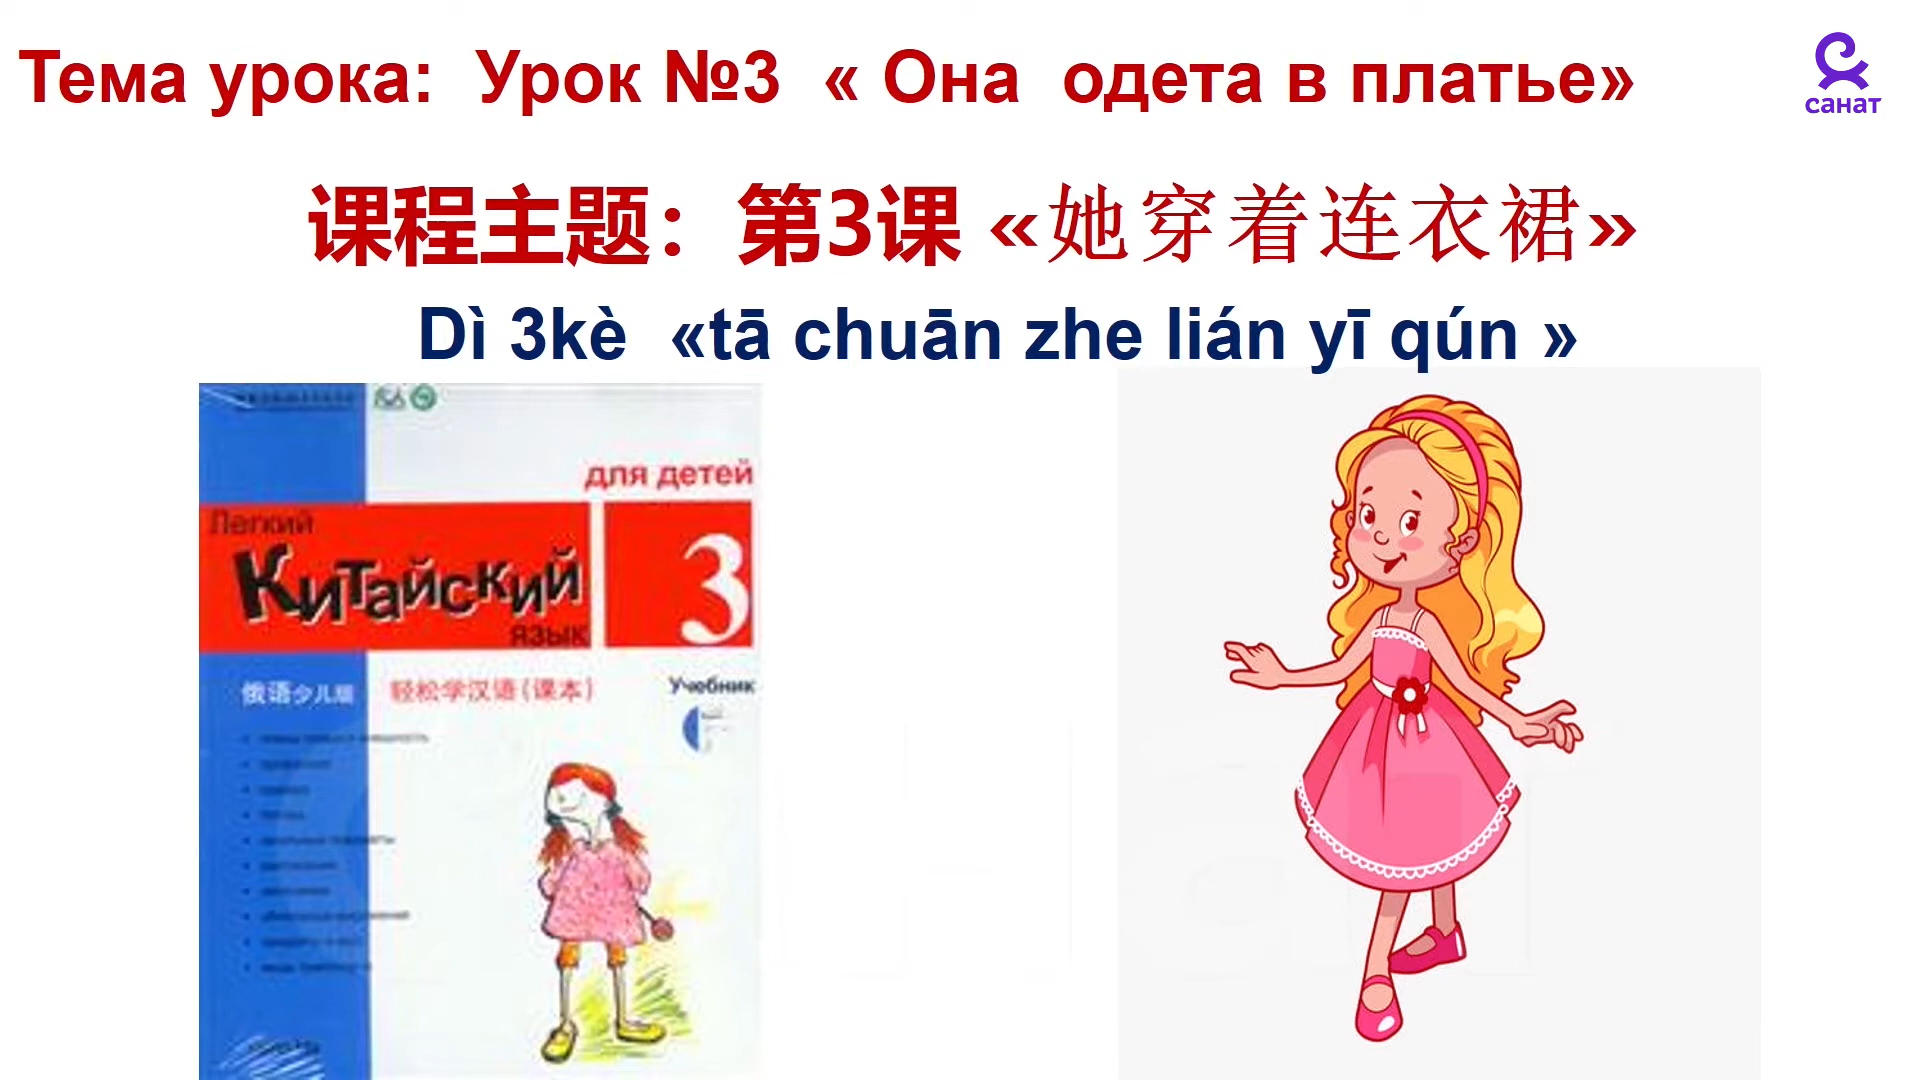 Тема урока: Урок №3 « Она одета в платье»
санат
课程主题：第3课 «她穿着连衣裙»
Dì 3kè «tā chuān zhe lián yī qún »
для детей
Легкий
Китайский
3
язык
俄语少儿版
轻松学汉语(课本)
Учебник